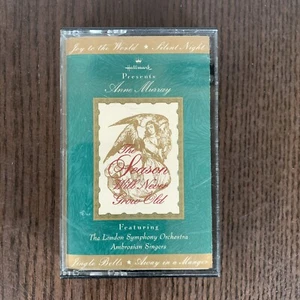 Joy to the World • Silent Night
Hallmark
Presents
Anne Murray
The
Season
Will Never
Grow Old
Featuring
The London Symphony Orchestra
Ambrosian Singers
Jingle Bells • Away in a Manger